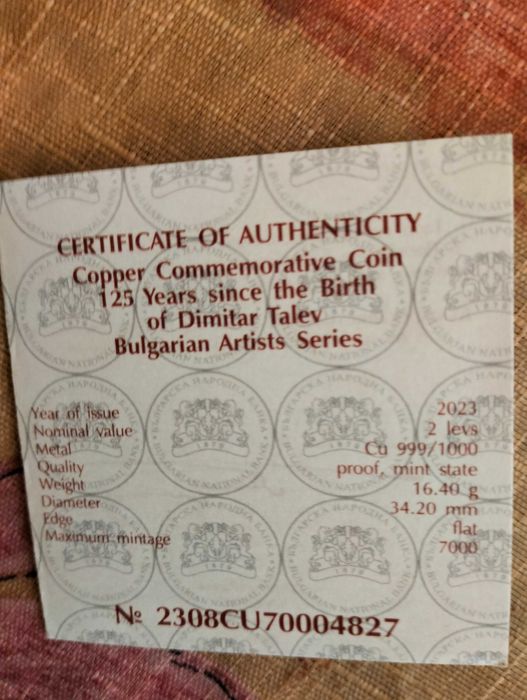 CERTIFICATE OF AUTHENTICITY
Copper Commemorative Coin
125 Years since the Birth
of Dimitar Talev
Bulgarian Artists Series
Year of issue 2023
Nominal value 2 levs
Metal Cu 999/1000
Quality proof, mint state
Weight 16.40 g
Diameter 34.20 mm
Edge flat
Maximum mintage 7000
№ 2308CU70004827